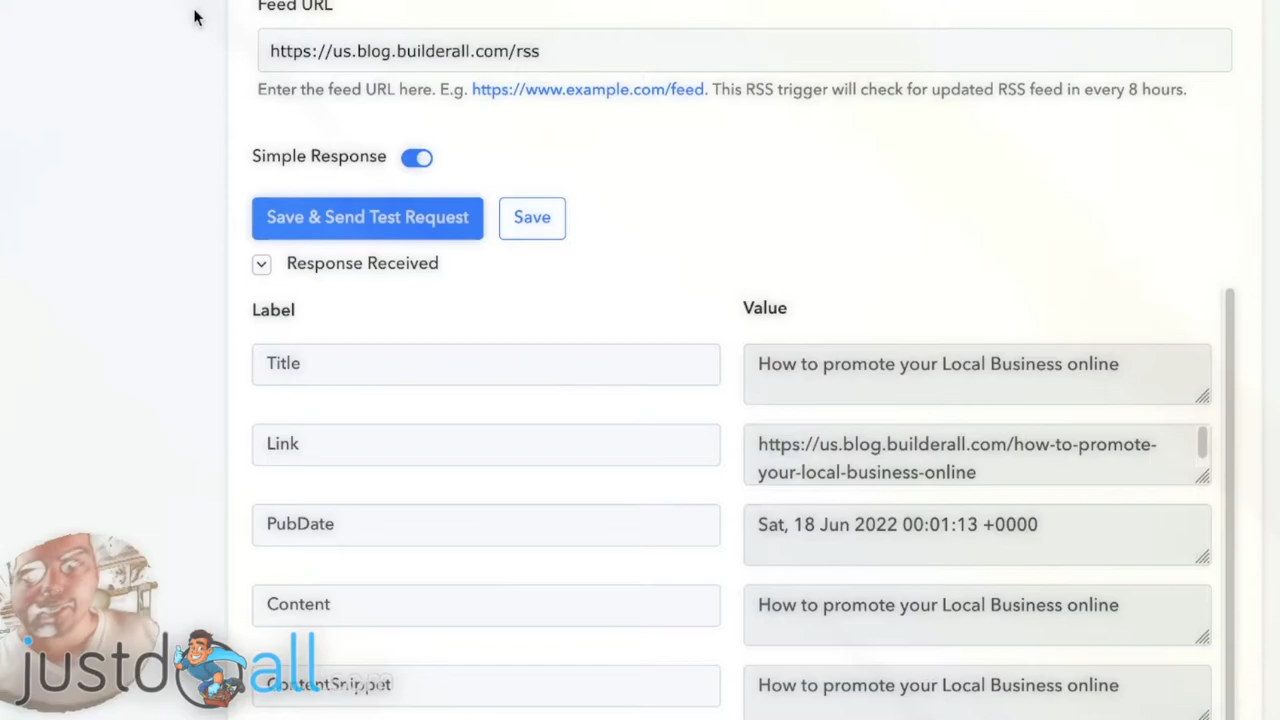 Feed URL
https://us.blog.builderall.com/rss
Enter the feed URL here. E.g. https://www.example.com/feed. This RSS trigger will check for updated RSS feed in every 8 hours.
Simple Response
Save & Send Test Request
Save
Response Received
Label
Value
Title
How to promote your Local Business online
Link
https://us.blog.builderall.com/how-to-promote-
your-local-business-online
PubDate
Sat, 18 Jun 2022 00:01:13 +0000
Content
How to promote your Local Business online
justd all
ContentSnippet
How to promote your Local Business online